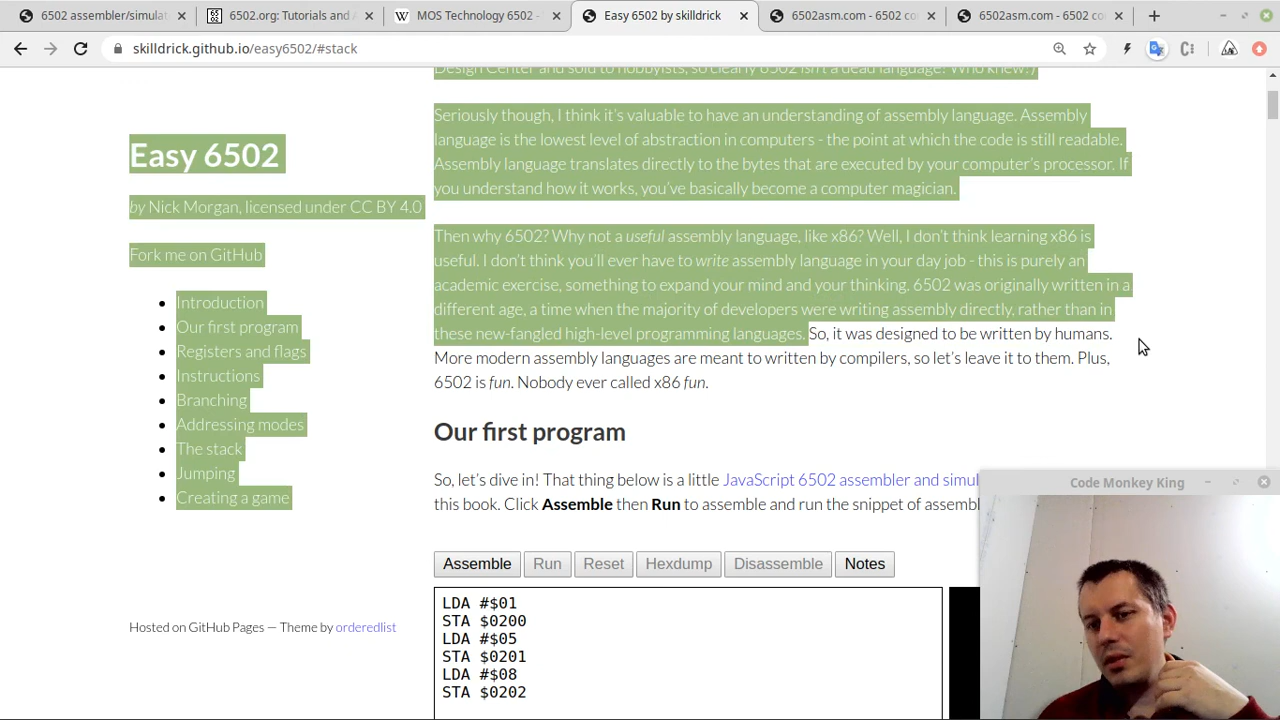 6502 assembler/simulat
6502.org: Tutorials and A
MOS Technology 6502 -
Easy 6502 by skilldrick
6502asm.com - 6502 co
6502asm.com - 6502 co
skilldrick.github.io/easy6502/#stack
Design Center and sold to hobbyists, so clearly 6502 isn't a dead language! Who knew?)
Easy 6502
by Nick Morgan, licensed under CC BY 4.0
Fork me on GitHub
Introduction
Our first program
Registers and flags
Instructions
Branching
Addressing modes
The stack
Jumping
Creating a game
Hosted on GitHub Pages — Theme by orderedlist
Seriously though, I think it's valuable to have an understanding of assembly language. Assembly
language is the lowest level of abstraction in computers - the point at which the code is still readable.
Assembly language translates directly to the bytes that are executed by your computer's processor. If
you understand how it works, you've basically become a computer magician.
Then why 6502? Why not a useful assembly language, like x86? Well, I don't think learning x86 is
useful. I don't think you'll ever have to write assembly language in your day job - this is purely an
academic exercise, something to expand your mind and your thinking. 6502 was originally written in a
different age, a time when the majority of developers were writing assembly directly, rather than in
these new-fangled high-level programming languages. So, it was designed to be written by humans.
More modern assembly languages are meant to written by compilers, so let's leave it to them. Plus,
6502 is fun. Nobody ever called x86 fun.
Our first program
So, let's dive in! That thing below is a little JavaScript 6502 assembler and simul
this book. Click Assemble then Run to assemble and run the snippet of assembl
Assemble Run Reset Hexdump Disassemble Notes
LDA #$01
STA $0200
LDA #$05
STA $0201
LDA #$08
STA $0202
Code Monkey King